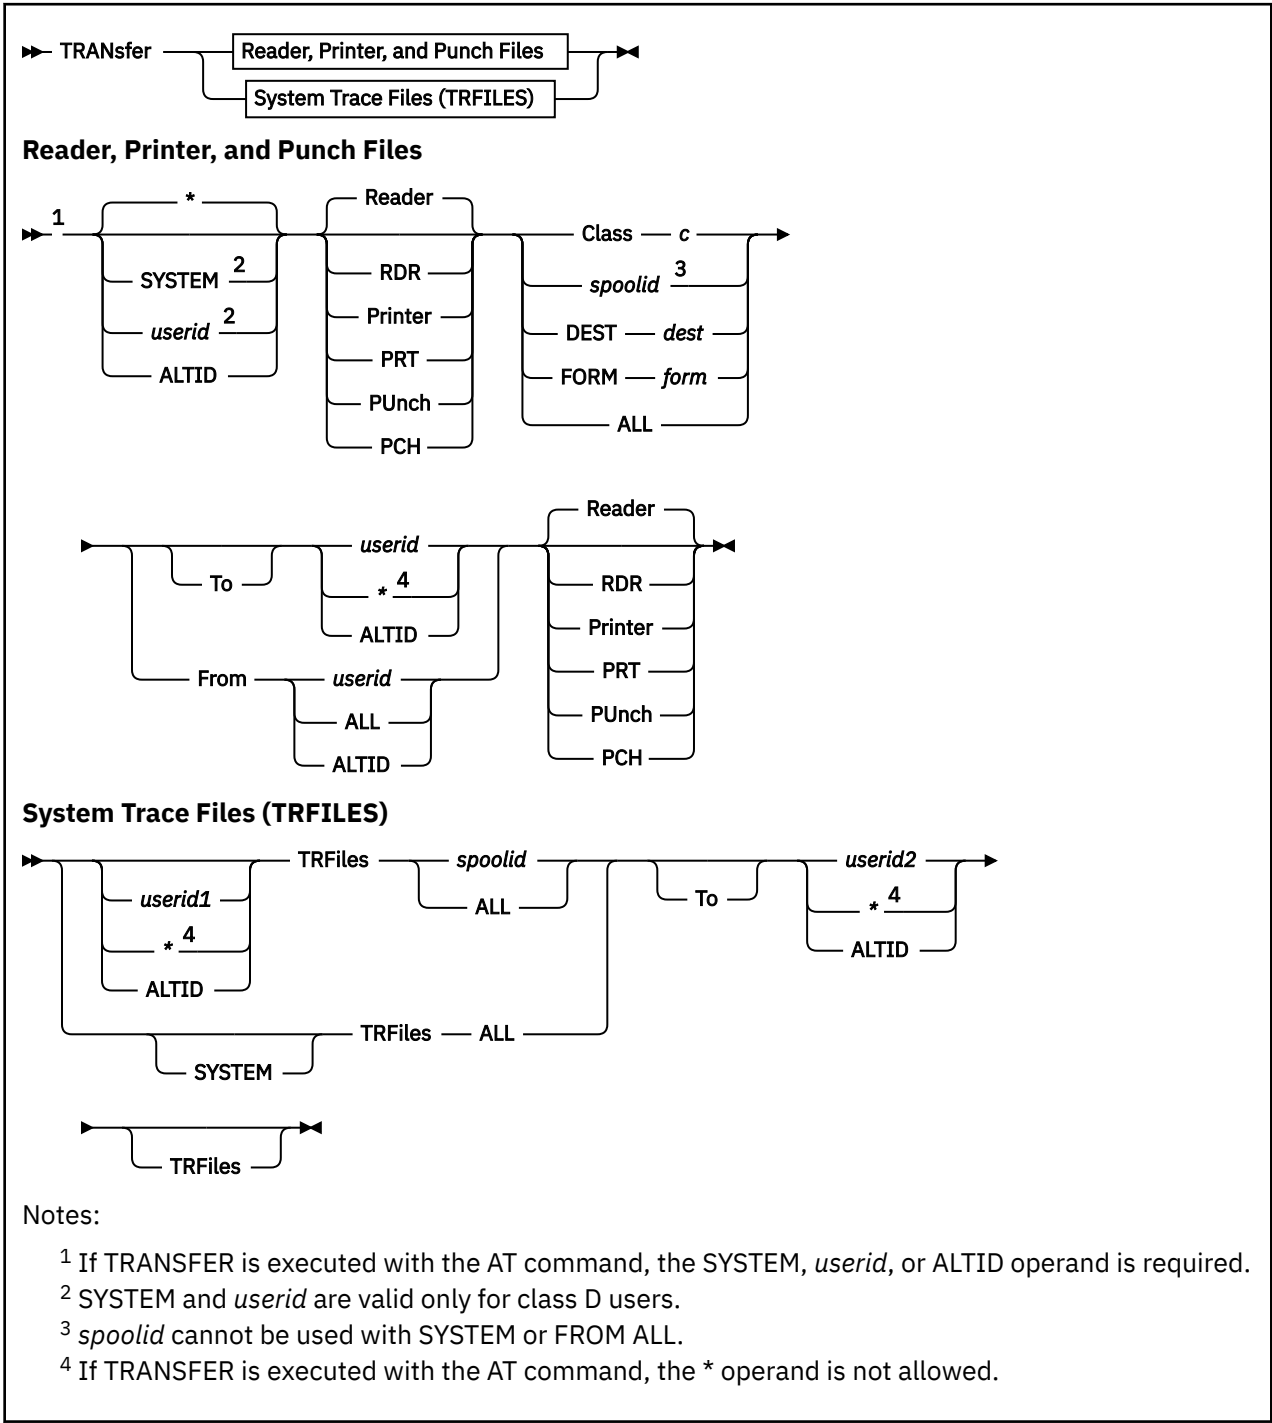 TRANsfer
Reader, Printer, and Punch Files
System Trace Files (TRFILES)
Reader, Printer, and Punch Files
1
*
SYSTEM 2
userid 2
ALTID
Reader
RDR
Printer
PRT
PUnch
PCH
Class c
spoolid 3
DEST dest
FORM form
ALL
To
userid
* 4
ALTID
From
userid
ALL
ALTID
Reader
RDR
Printer
PRT
PUnch
PCH
System Trace Files (TRFILES)
userid1
* 4
ALTID
TRFiles
spoolid
ALL
SYSTEM
TRFiles ALL
To
userid2
* 4
ALTID
TRFiles
Notes:
1 If TRANSFER is executed with the AT command, the SYSTEM, userid, or ALTID operand is required.
2 SYSTEM and userid are valid only for class D users.
3 spoolid cannot be used with SYSTEM or FROM ALL.
4 If TRANSFER is executed with the AT command, the * operand is not allowed.